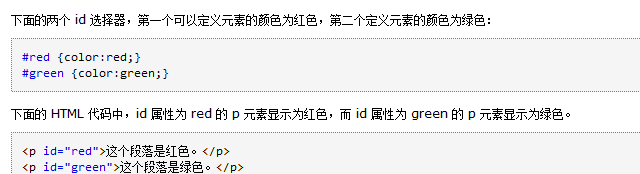 下面的两个 id 选择器，第一个可以定义元素的颜色为红色，第二个定义元素的颜色为绿色：
#red {color:red;}
#green {color:green;}
下面的 HTML 代码中，id 属性为 red 的 p 元素显示为红色，而 id 属性为 green 的 p 元素显示为绿色。
<p id="red">这个段落是红色。</p>
<p id="green">这个段落是绿色。</p>